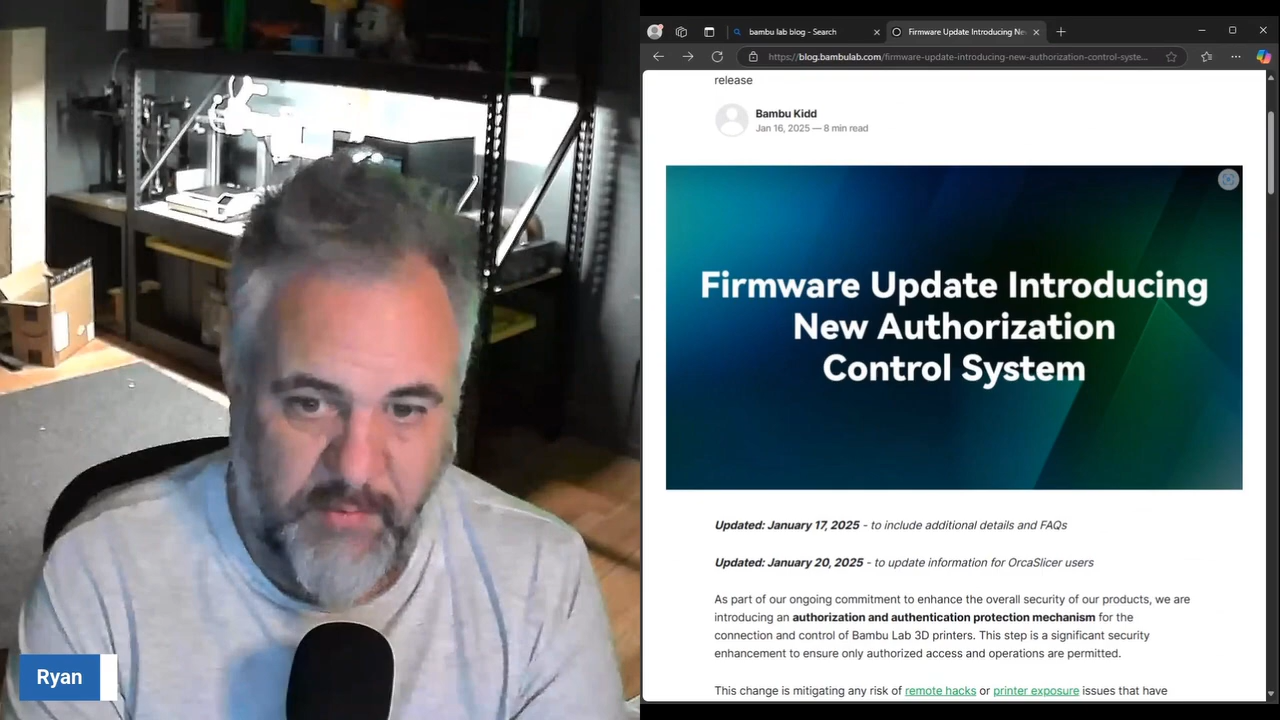 bambu lab blog - Search
Firmware Update Introducing Ne
https://blog.bambulab.com/firmware-update-introducing-new-authorization-control-syste...
release
Bambu Kidd
Jan 16, 2025 — 8 min read
Firmware Update Introducing
New Authorization
Control System
Updated: January 17, 2025 - to include additional details and FAQs
Updated: January 20, 2025 - to update information for OrcaSlicer users
As part of our ongoing commitment to enhance the overall security of our products, we are
introducing an authorization and authentication protection mechanism for the
connection and control of Bambu Lab 3D printers. This step is a significant security
enhancement to ensure only authorized access and operations are permitted.
This change is mitigating any risk of remote hacks or printer exposure issues that have
Ryan